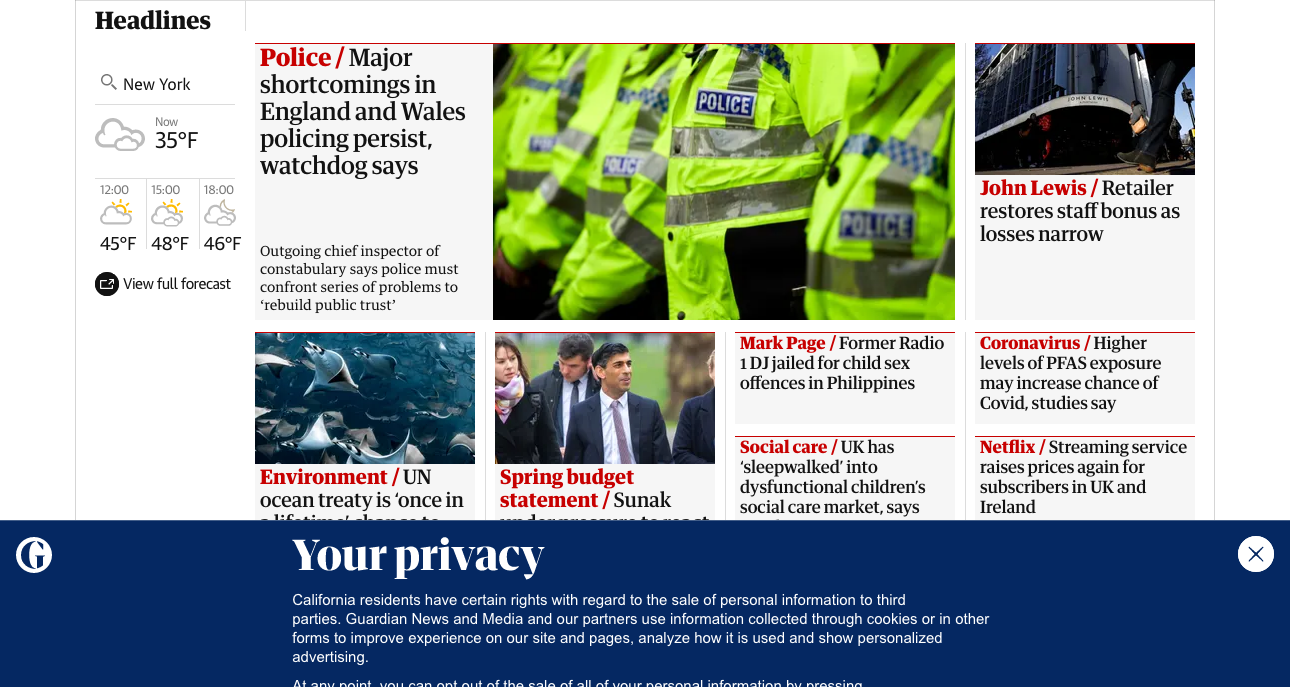 Headlines
New York
Now
35°F
12:00
15:00
18:00
45°F
48°F
46°F
View full forecast
Police / Major
shortcomings in
England and Wales
policing persist,
watchdog says
Outgoing chief inspector of
constabulary says police must
confront series of problems to
‘rebuild public trust’
POLICE
POLICE
POLICE
JOHN LEWIS
John Lewis / Retailer
restores staff bonus as
losses narrow
Environment / UN
ocean treaty is ‘once in
a lifetime’ chance to
Spring budget
statement / Sunak
under pressure to react
Mark Page / Former Radio
1 DJ jailed for child sex
offences in Philippines
Social care / UK has
‘sleepwalked’ into
dysfunctional children’s
social care market, says
Coronavirus / Higher
levels of PFAS exposure
may increase chance of
Covid, studies say
Netflix / Streaming service
raises prices again for
subscribers in UK and
Ireland
G
Your privacy
California residents have certain rights with regard to the sale of personal information to third
parties. Guardian News and Media and our partners use information collected through cookies or in other
forms to improve experience on our site and pages, analyze how it is used and show personalized
advertising.
At any point, you can opt out of the sale of all of your personal information by pressing